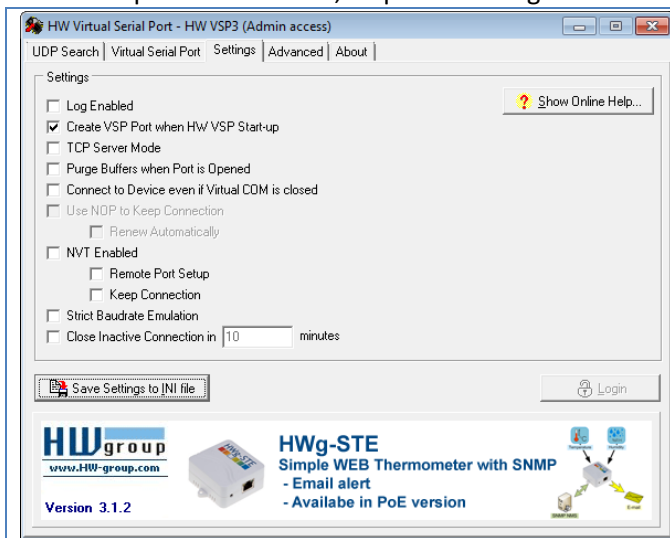 HW Virtual Serial Port - HW VSP3 (Admin access)
UDP Search Virtual Serial Port Settings Advanced About
Settings
Show Online Help...
Log Enabled
Create VSP Port when HW VSP Start-up
TCP Server Mode
Purge Buffers when Port is Opened
Connect to Device even if Virtual COM is closed
Use NOP to Keep Connection
Renew Automatically
NVT Enabled
Remote Port Setup
Keep Connection
Strict Baudrate Emulation
Close Inactive Connection in 10 minutes
Save Settings to INI file
Login
HW group
www.HW-group.com
Version 3.1.2
HWg-STE
Simple WEB Thermometer with SNMP
- Email alert
- Availabe in PoE version
Temperature
Humidity
E-mail